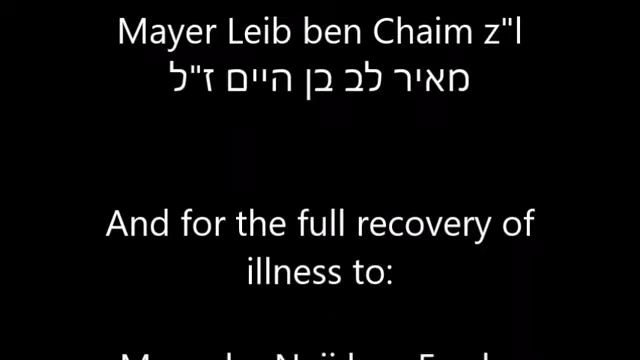 Mayer Leib ben Chaim z"l
מאיר לב בן היים ז"ל
And for the full recovery of
illness to: